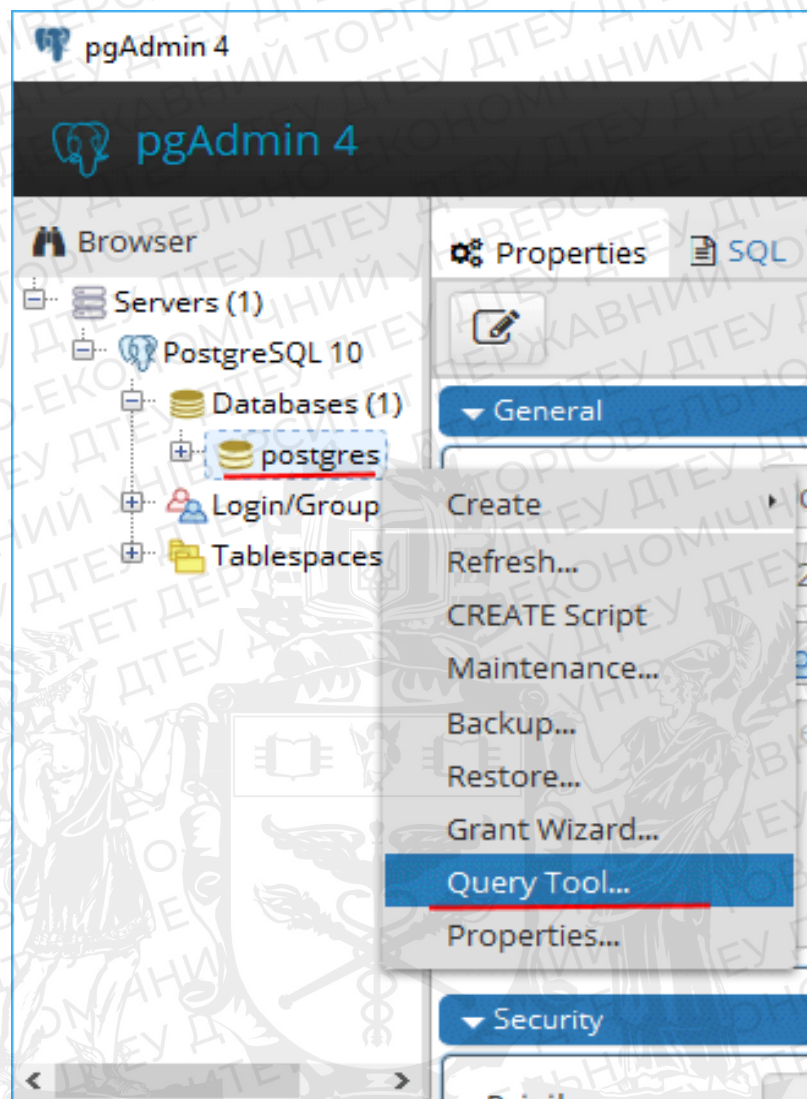 pgAdmin 4
pgAdmin 4
Browser
Properties
SQL
Servers (1)
PostgreSQL 10
Databases (1)
postgres
Login/Group
Tablespaces
General
Create
Refresh...
CREATE Script
Maintenance...
Backup...
Restore...
Grant Wizard...
Query Tool...
Properties...
Security